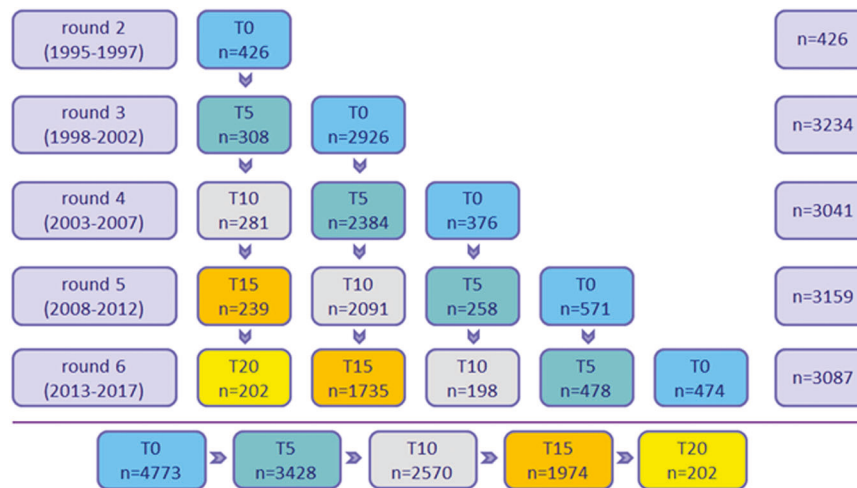 round 2
(1995-1997)
T0
n=426
n=426
round 3
(1998-2002)
T5
n=308
T0
n=2926
n=3234
round 4
(2003-2007)
T10
n=281
T5
n=2384
T0
n=376
n=3041
round 5
(2008-2012)
T15
n=239
T10
n=2091
T5
n=258
T0
n=571
n=3159
round 6
(2013-2017)
T20
n=202
T15
n=1735
T10
n=198
T5
n=478
T0
n=474
n=3087
T0
n=4773
T5
n=3428
T10
n=2570
T15
n=1974
T20
n=202